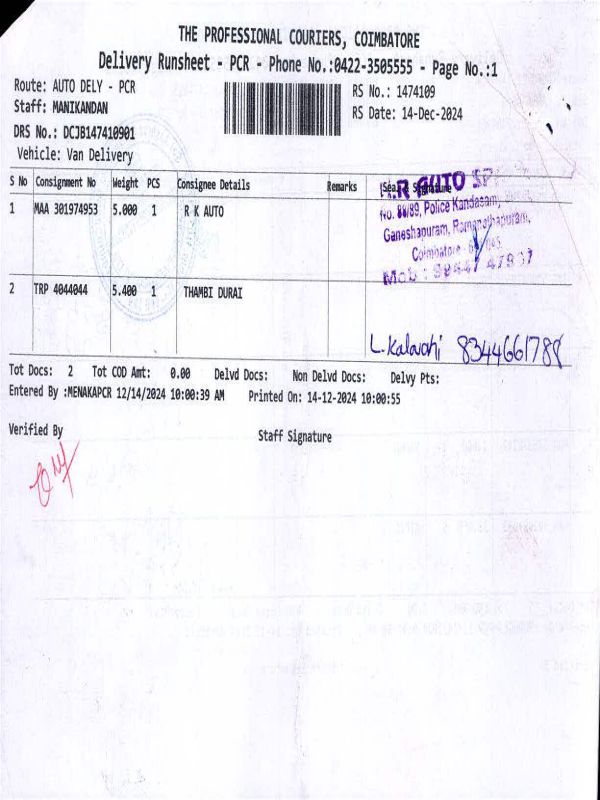 THE PROFESSIONAL COURIERS, COIMBATORE
Delivery Runsheet - PCR - Phone No.:0422-3505555 - Page No.:1
Route: AUTO DELY - PCR RS No.: 1474109
Staff: MANIKANDAN RS Date: 14-Dec-2024
DRS No.: DCJB147410901
Vehicle: Van Delivery
S No Consignment No Weight PCS Consignee Details Remarks Seal & Signature
1 MAA 301974953 5.000 1 R K AUTO
R AUTO
No. 88/89, Police Kandasami
Ganeshapuram, Ramanathapuram,
Coimbatore
Mob :
2 TRP 4044044 5.400 1 THAMBI DURAI
L. Kalavathi 8344661788
Tot Docs: 2 Tot COD Amt: 0.00 Delvd Docs: Non Delvd Docs: Delvy Pts:
Entered By :MENAKAPCR 12/14/2024 10:00:39 AM Printed On: 14-12-2024 10:00:55
Verified By Staff Signature